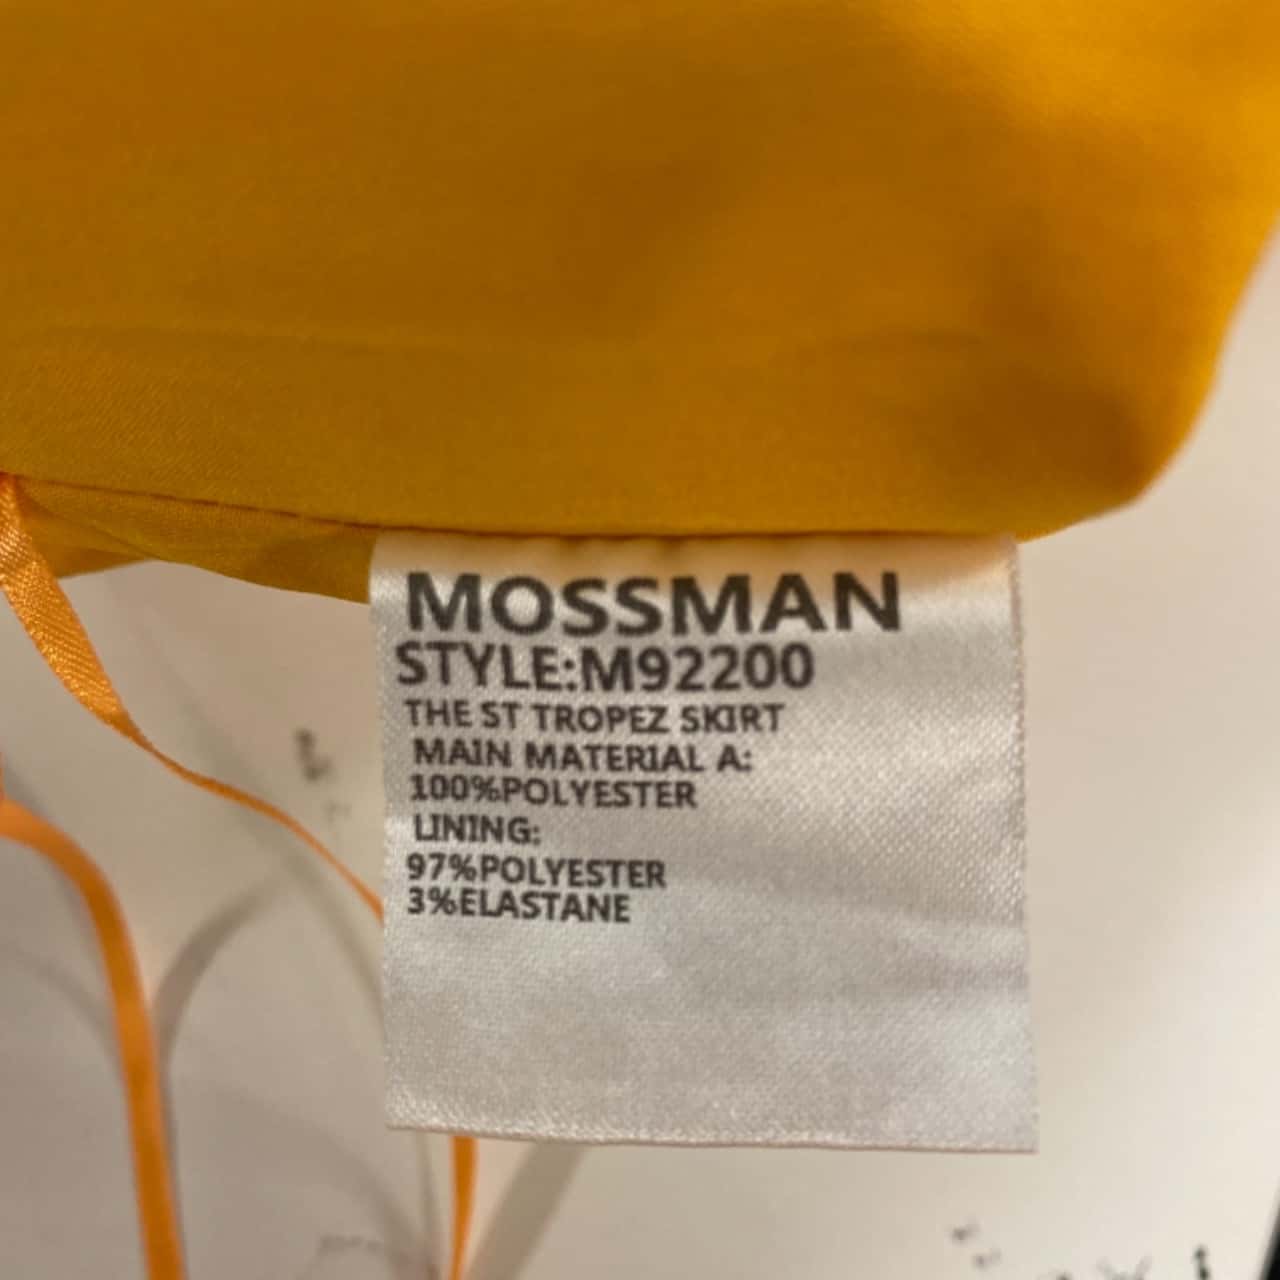 MOSSMAN
STYLE:M92200
THE ST TROPEZ SKIRT
MAIN MATERIAL A:
100%POLYESTER
LINING:
97%POLYESTER
3%ELASTANE